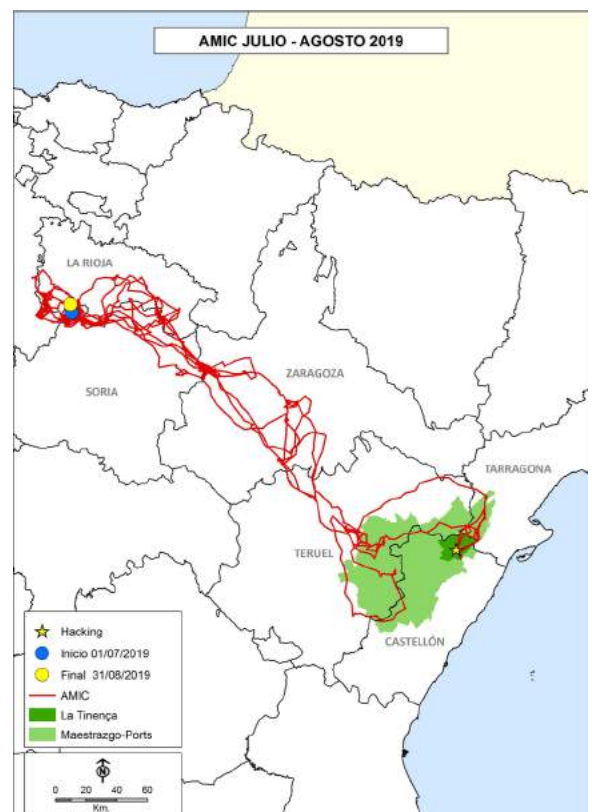 AMIC JULIO - AGOSTO 2019
LA RIOJA
ZARAGOZA
SORIA
TARRAGONA
TERUEL
CASTELLÓN
Hacking
Inicio 01/07/2019
Final 31/08/2019
AMIC
La Tinença
Maestrazgo-Ports
N
0 20 40 60
Km.